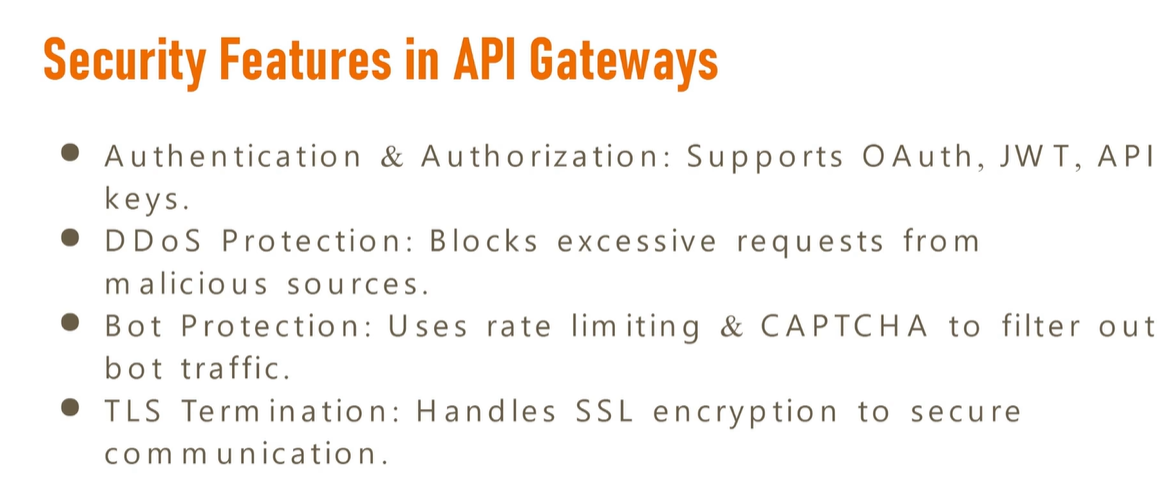 Security Features in API Gateways
● Authentication & Authorization: Supports OAuth, JWT, API
keys.
● DDoS Protection: Blocks excessive requests from
malicious sources.
● Bot Protection: Uses rate limiting & CAPTCHA to filter out
bot traffic.
● TLS Termination: Handles SSL encryption to secure
communication.